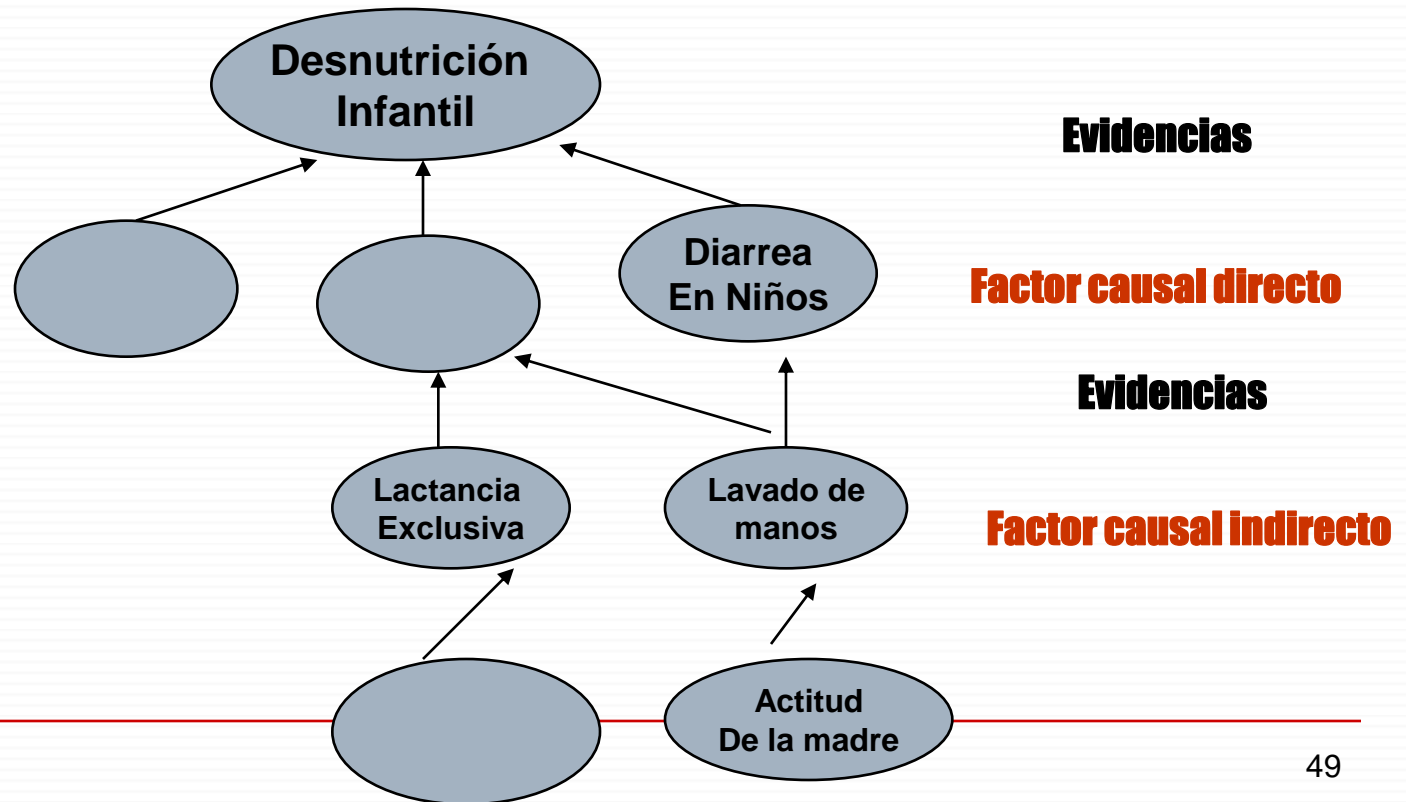 Desnutrición
Infantil
Evidencias
Diarrea
En Niños
Factor causal directo
Evidencias
Lactancia
Exclusiva
Lavado de
manos
Factor causal indirecto
Actitud
De la madre
49